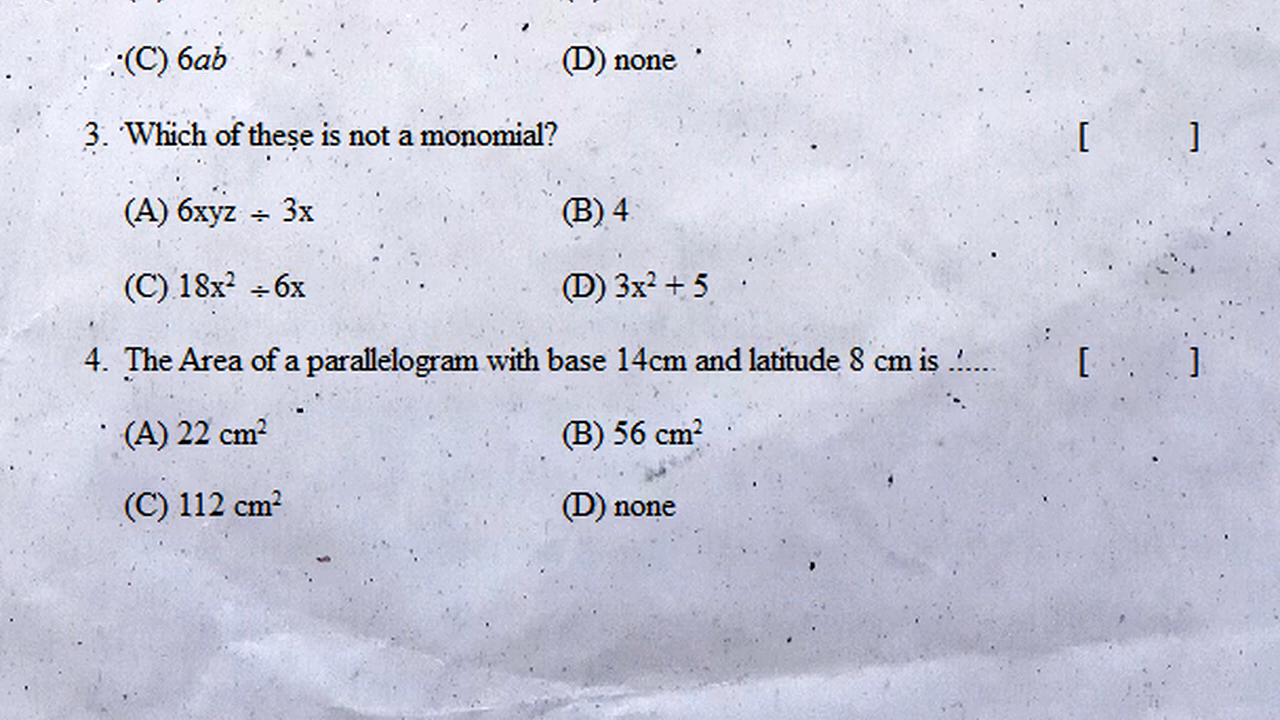 (C) 6ab (D) none
3. Which of these is not a monomial? [ ]
(A) 6xyz ÷ 3x (B) 4
(C) 18x² ÷6x (D) 3x² + 5
4. The Area of a parallelogram with base 14cm and latitude 8 cm is ...... [ ]
(A) 22 cm² (B) 56 cm²
(C) 112 cm² (D) none